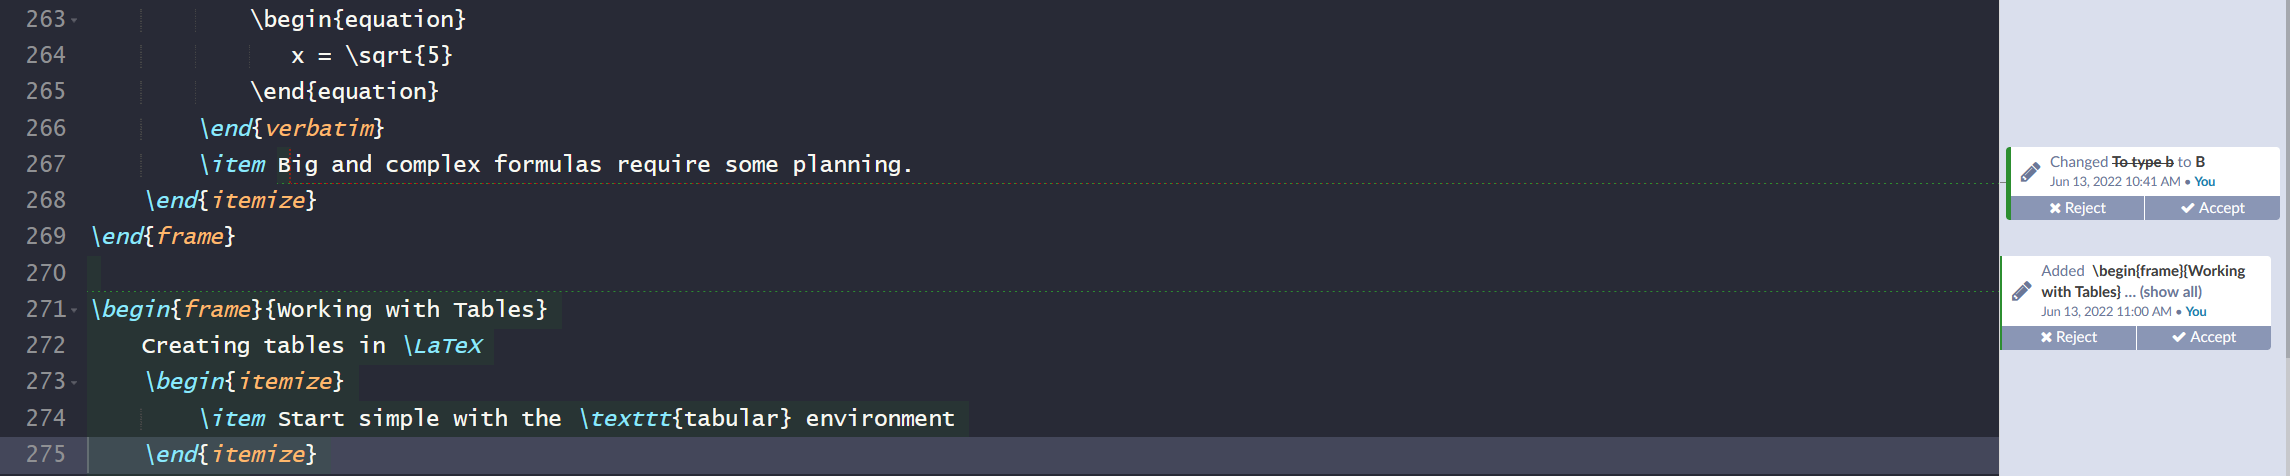 263 \begin{equation}
264 x = \sqrt{5}
265 \end{equation}
266 \end{verbatim}
267 \item Big and complex formulas require some planning.
268 \end{itemize}
269 \end{frame}
270
271 \begin{frame}{Working with Tables}
272 Creating tables in \LaTeX
273 \begin{itemize}
274 \item Start simple with the \texttt{tabular} environment
275 \end{itemize}
Changed To type b to B
Jun 13, 2022 10:41 AM • You
Reject Accept
Added \begin{frame}{Working
with Tables} ... (show all)
Jun 13, 2022 11:00 AM • You
Reject Accept